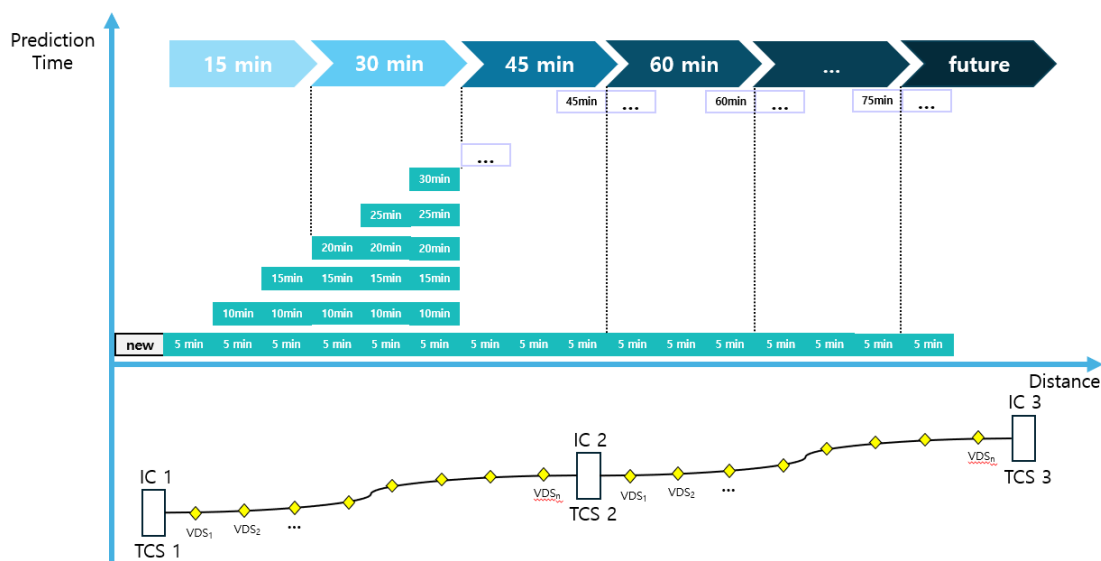 Prediction
Time
15 min
30 min
45 min
60 min
...
future
45min
...
60min
...
75min
...
...
30min
25min 25min
20min 20min 20min
15min 15min 15min 15min
10min 10min 10min 10min 10min
new 5 min 5 min 5 min 5 min 5 min 5 min 5 min 5 min 5 min 5 min 5 min 5 min 5 min 5 min 5 min 5 min
Distance
IC 3
IC 2
IC 1
VDSn
TCS 3
VDSn
VDS1
VDS2
...
TCS 2
VDS1
VDS2
...
TCS 1